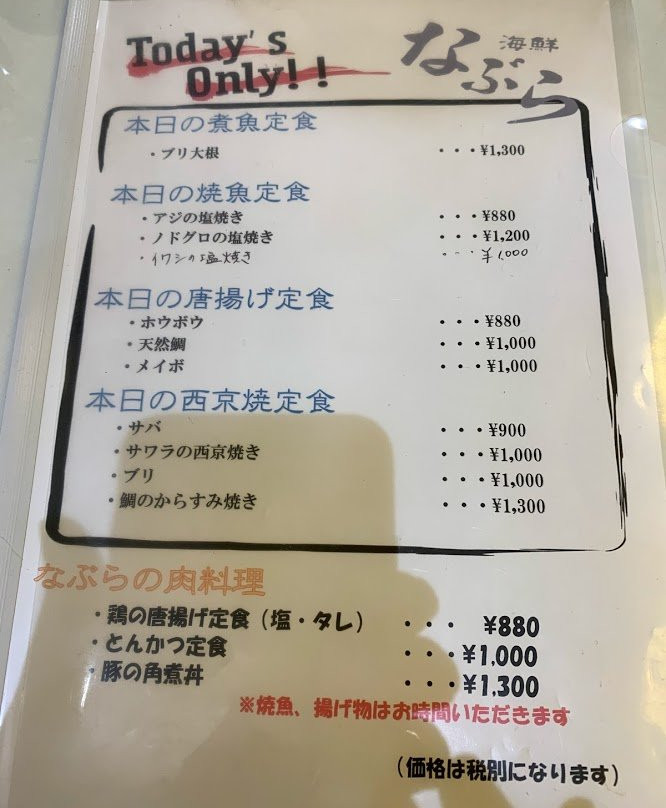 Today's
Only!!
海鮮
なぶら
本日の煮魚定食
・ブリ大根 ・・・¥1,300
本日の焼魚定食
・アジの塩焼き ・・・¥880
・ノドグロの塩焼き ・・・¥1,200
・イワシの塩焼き ・・・¥1,000
本日の唐揚げ定食
・ホウボウ ・・・¥880
・天然鯛 ・・・¥1,000
・メイボ ・・・¥1,000
本日の西京焼定食
・サバ ・・・¥900
・サワラの西京焼き ・・・¥1,000
・ブリ ・・・¥1,000
・鯛のからすみ焼き ・・・¥1,300
なぶらの肉料理
・鶏の唐揚げ定食（塩・タレ） ・・・ ¥880
・とんかつ定食 ・・・¥1,000
・豚の角煮丼 ・・・¥1,300
※焼魚、揚げ物はお時間いただきます
（価格は税別になります）